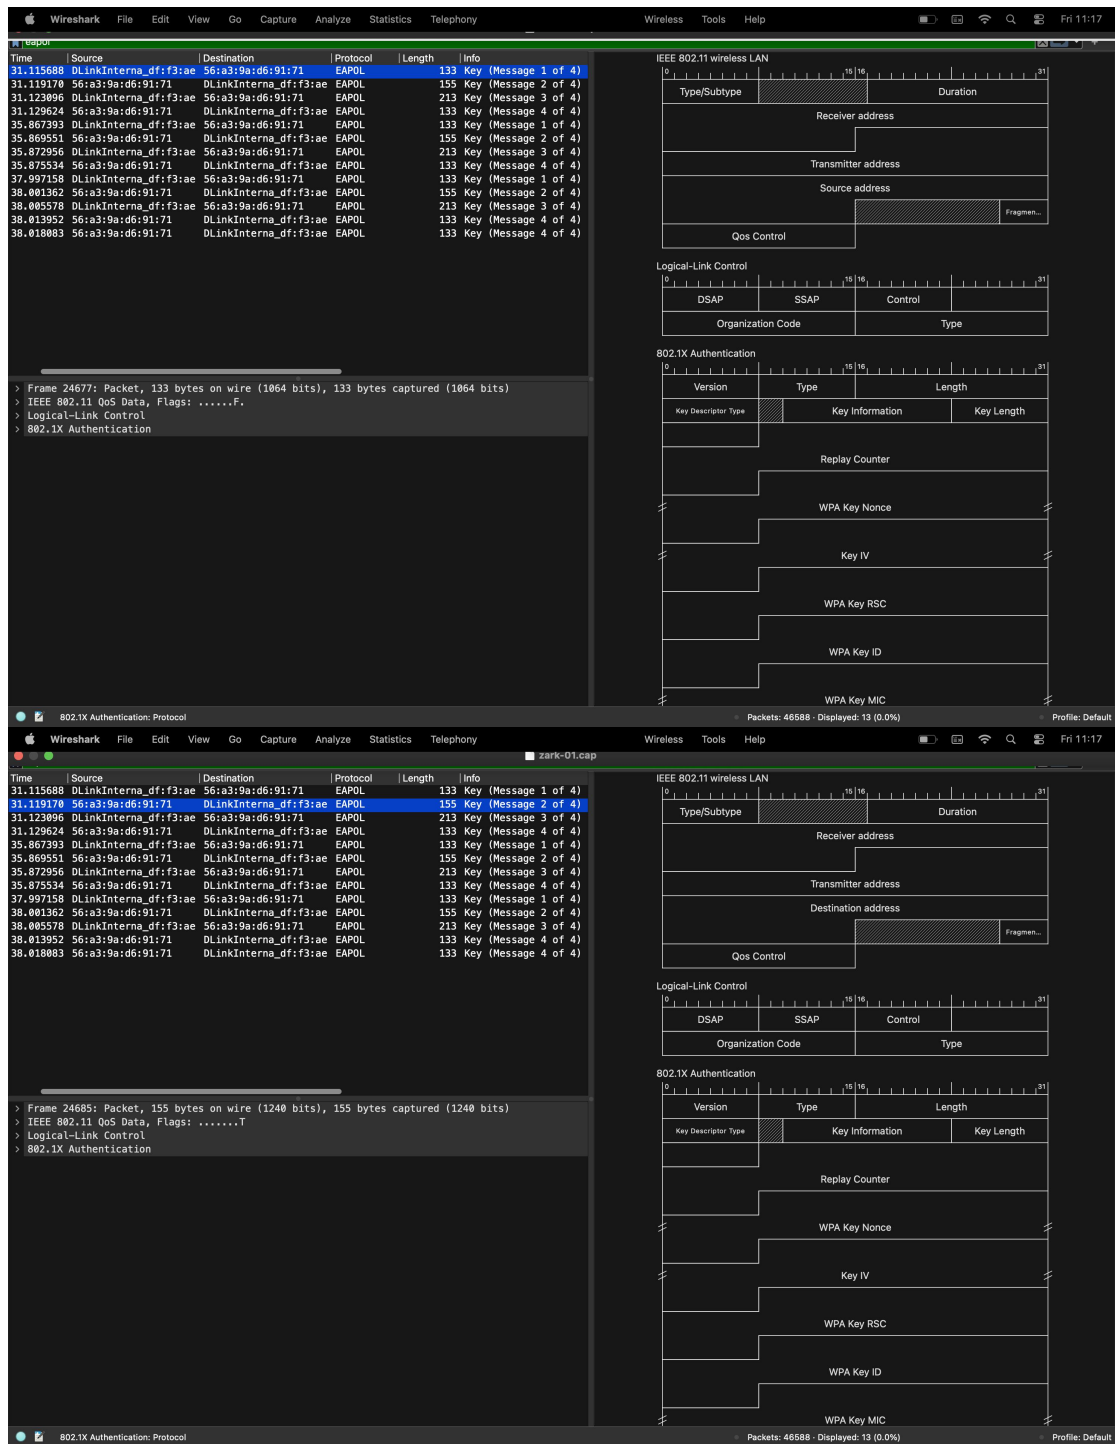 Wireshark File Edit View Go Capture Analyze Statistics Telephony Wireless Tools Help Fri 11:17
eapol
Time Source Destination Protocol Length Info
31.115688 DLinkInterna_df:f3:ae 56:a3:9a:d6:91:71 EAPOL 133 Key (Message 1 of 4)
31.119170 56:a3:9a:d6:91:71 DLinkInterna_df:f3:ae EAPOL 155 Key (Message 2 of 4)
31.123096 DLinkInterna_df:f3:ae 56:a3:9a:d6:91:71 EAPOL 213 Key (Message 3 of 4)
31.129624 56:a3:9a:d6:91:71 DLinkInterna_df:f3:ae EAPOL 133 Key (Message 4 of 4)
35.867393 DLinkInterna_df:f3:ae 56:a3:9a:d6:91:71 EAPOL 133 Key (Message 1 of 4)
35.869551 56:a3:9a:d6:91:71 DLinkInterna_df:f3:ae EAPOL 155 Key (Message 2 of 4)
35.872956 DLinkInterna_df:f3:ae 56:a3:9a:d6:91:71 EAPOL 213 Key (Message 3 of 4)
35.875534 56:a3:9a:d6:91:71 DLinkInterna_df:f3:ae EAPOL 133 Key (Message 4 of 4)
37.997158 DLinkInterna_df:f3:ae 56:a3:9a:d6:91:71 EAPOL 133 Key (Message 1 of 4)
38.001362 56:a3:9a:d6:91:71 DLinkInterna_df:f3:ae EAPOL 155 Key (Message 2 of 4)
38.005578 DLinkInterna_df:f3:ae 56:a3:9a:d6:91:71 EAPOL 213 Key (Message 3 of 4)
38.013952 56:a3:9a:d6:91:71 DLinkInterna_df:f3:ae EAPOL 133 Key (Message 4 of 4)
38.018083 56:a3:9a:d6:91:71 DLinkInterna_df:f3:ae EAPOL 133 Key (Message 4 of 4)
> Frame 24677: Packet, 133 bytes on wire (1064 bits), 133 bytes captured (1064 bits)
> IEEE 802.11 QoS Data, Flags: ......F.
> Logical-Link Control
> 802.1X Authentication
IEEE 802.11 wireless LAN
0 15 16 31
Type/Subtype Duration
Receiver address
Transmitter address
Source address
Fragmen...
Qos Control
Logical-Link Control
0 15 16 31
DSAP SSAP Control
Organization Code Type
802.1X Authentication
0 15 16 31
Version Type Length
Key Descriptor Type Key Information Key Length
Replay Counter
WPA Key Nonce
Key IV
WPA Key RSC
WPA Key ID
WPA Key MIC
802.1X Authentication: Protocol Packets: 46588 · Displayed: 13 (0.0%) Profile: Default
Wireshark File Edit View Go Capture Analyze Statistics Telephony Wireless Tools Help Fri 11:17
zark-01.cap
Time Source Destination Protocol Length Info
31.115688 DLinkInterna_df:f3:ae 56:a3:9a:d6:91:71 EAPOL 133 Key (Message 1 of 4)
31.119170 56:a3:9a:d6:91:71 DLinkInterna_df:f3:ae EAPOL 155 Key (Message 2 of 4)
31.123096 DLinkInterna_df:f3:ae 56:a3:9a:d6:91:71 EAPOL 213 Key (Message 3 of 4)
31.129624 56:a3:9a:d6:91:71 DLinkInterna_df:f3:ae EAPOL 133 Key (Message 4 of 4)
35.867393 DLinkInterna_df:f3:ae 56:a3:9a:d6:91:71 EAPOL 133 Key (Message 1 of 4)
35.869551 56:a3:9a:d6:91:71 DLinkInterna_df:f3:ae EAPOL 155 Key (Message 2 of 4)
35.872956 DLinkInterna_df:f3:ae 56:a3:9a:d6:91:71 EAPOL 213 Key (Message 3 of 4)
35.875534 56:a3:9a:d6:91:71 DLinkInterna_df:f3:ae EAPOL 133 Key (Message 4 of 4)
37.997158 DLinkInterna_df:f3:ae 56:a3:9a:d6:91:71 EAPOL 133 Key (Message 1 of 4)
38.001362 56:a3:9a:d6:91:71 DLinkInterna_df:f3:ae EAPOL 155 Key (Message 2 of 4)
38.005578 DLinkInterna_df:f3:ae 56:a3:9a:d6:91:71 EAPOL 213 Key (Message 3 of 4)
38.013952 56:a3:9a:d6:91:71 DLinkInterna_df:f3:ae EAPOL 133 Key (Message 4 of 4)
38.018083 56:a3:9a:d6:91:71 DLinkInterna_df:f3:ae EAPOL 133 Key (Message 4 of 4)
> Frame 24685: Packet, 155 bytes on wire (1240 bits), 155 bytes captured (1240 bits)
> IEEE 802.11 QoS Data, Flags: .......T
> Logical-Link Control
> 802.1X Authentication
IEEE 802.11 wireless LAN
0 15 16 31
Type/Subtype Duration
Receiver address
Transmitter address
Destination address
Fragmen...
Qos Control
Logical-Link Control
0 15 16 31
DSAP SSAP Control
Organization Code Type
802.1X Authentication
0 15 16 31
Version Type Length
Key Descriptor Type Key Information Key Length
Replay Counter
WPA Key Nonce
Key IV
WPA Key RSC
WPA Key ID
WPA Key MIC
802.1X Authentication: Protocol Packets: 46588 · Displayed: 13 (0.0%) Profile: Default